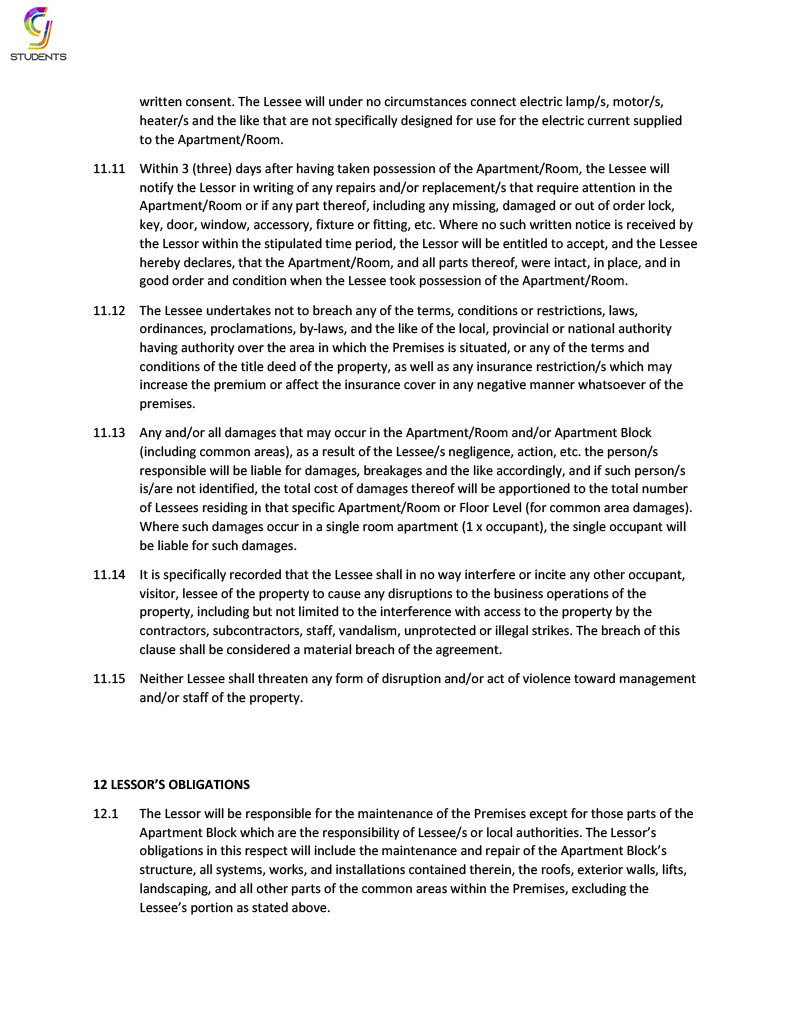 STUDENTS
written consent. The Lessee will under no circumstances connect electric lamp/s, motor/s,
heater/s and the like that are not specifically designed for use for the electric current supplied
to the Apartment/Room.
11.11 Within 3 (three) days after having taken possession of the Apartment/Room, the Lessee will
notify the Lessor in writing of any repairs and/or replacement/s that require attention in the
Apartment/Room or if any part thereof, including any missing, damaged or out of order lock,
key, door, window, accessory, fixture or fitting, etc. Where no such written notice is received by
the Lessor within the stipulated time period, the Lessor will be entitled to accept, and the Lessee
hereby declares, that the Apartment/Room, and all parts thereof, were intact, in place, and in
good order and condition when the Lessee took possession of the Apartment/Room.
11.12 The Lessee undertakes not to breach any of the terms, conditions or restrictions, laws,
ordinances, proclamations, by-laws, and the like of the local, provincial or national authority
having authority over the area in which the Premises is situated, or any of the terms and
conditions of the title deed of the property, as well as any insurance restriction/s which may
increase the premium or affect the insurance cover in any negative manner whatsoever of the
premises.
11.13 Any and/or all damages that may occur in the Apartment/Room and/or Apartment Block
(including common areas), as a result of the Lessee/s negligence, action, etc. the person/s
responsible will be liable for damages, breakages and the like accordingly, and if such person/s
is/are not identified, the total cost of damages thereof will be apportioned to the total number
of Lessees residing in that specific Apartment/Room or Floor Level (for common area damages).
Where such damages occur in a single room apartment (1 x occupant), the single occupant will
be liable for such damages.
11.14 It is specifically recorded that the Lessee shall in no way interfere or incite any other occupant,
visitor, lessee of the property to cause any disruptions to the business operations of the
property, including but not limited to the interference with access to the property by the
contractors, subcontractors, staff, vandalism, unprotected or illegal strikes. The breach of this
clause shall be considered a material breach of the agreement.
11.15 Neither Lessee shall threaten any form of disruption and/or act of violence toward management
and/or staff of the property.
12 LESSOR'S OBLIGATIONS
12.1 The Lessor will be responsible for the maintenance of the Premises except for those parts of the
Apartment Block which are the responsibility of Lessee/s or local authorities. The Lessor's
obligations in this respect will include the maintenance and repair of the Apartment Block's
structure, all systems, works, and installations contained therein, the roofs, exterior walls, lifts,
landscaping, and all other parts of the common areas within the Premises, excluding the
Lessee's portion as stated above.